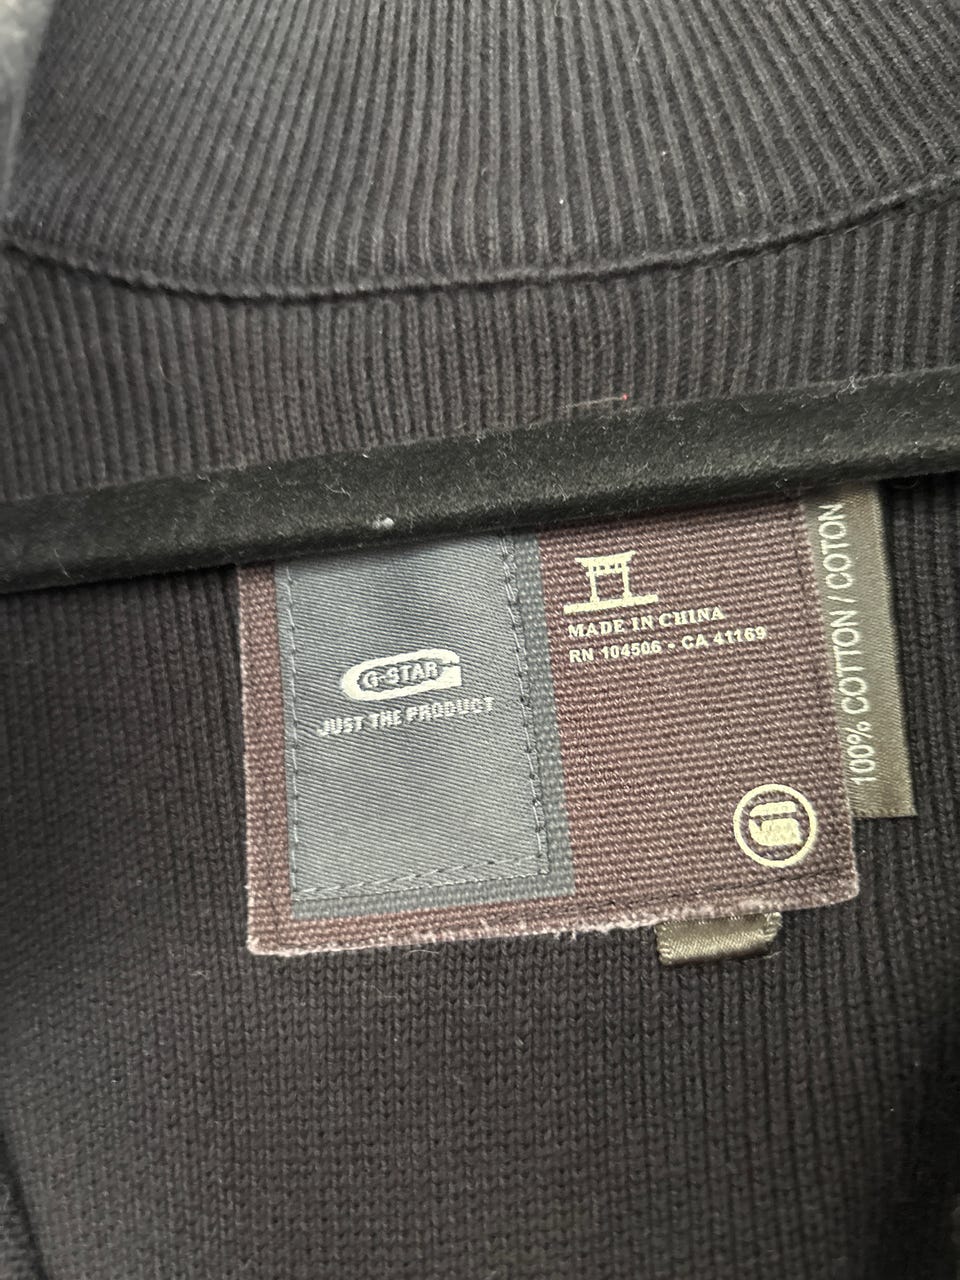 G-STAR
JUST THE PRODUCT
MADE IN CHINA
RN 104506 - CA 41169
100% COTTON / COTON